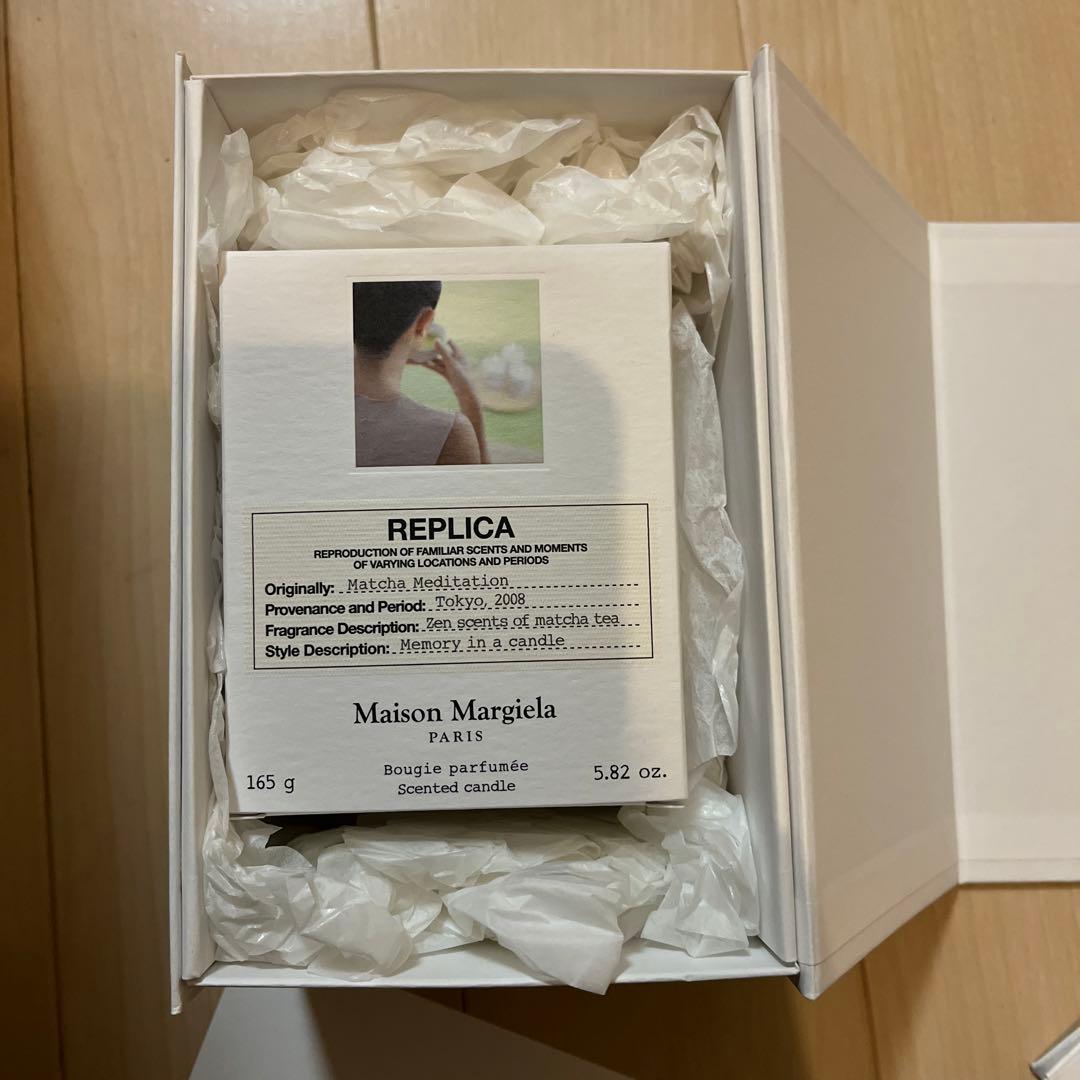 REPLICA
REPRODUCTION OF FAMILIAR SCENTS AND MOMENTS
OF VARYING LOCATIONS AND PERIODS
Originally: Matcha Meditation
Provenance and Period: Tokyo, 2008
Fragrance Description: Zen scents of matcha tea
Style Description: Memory in a candle
Maison Margiela
PARIS
165 g
Bougie parfumée
Scented candle
5.82 oz.